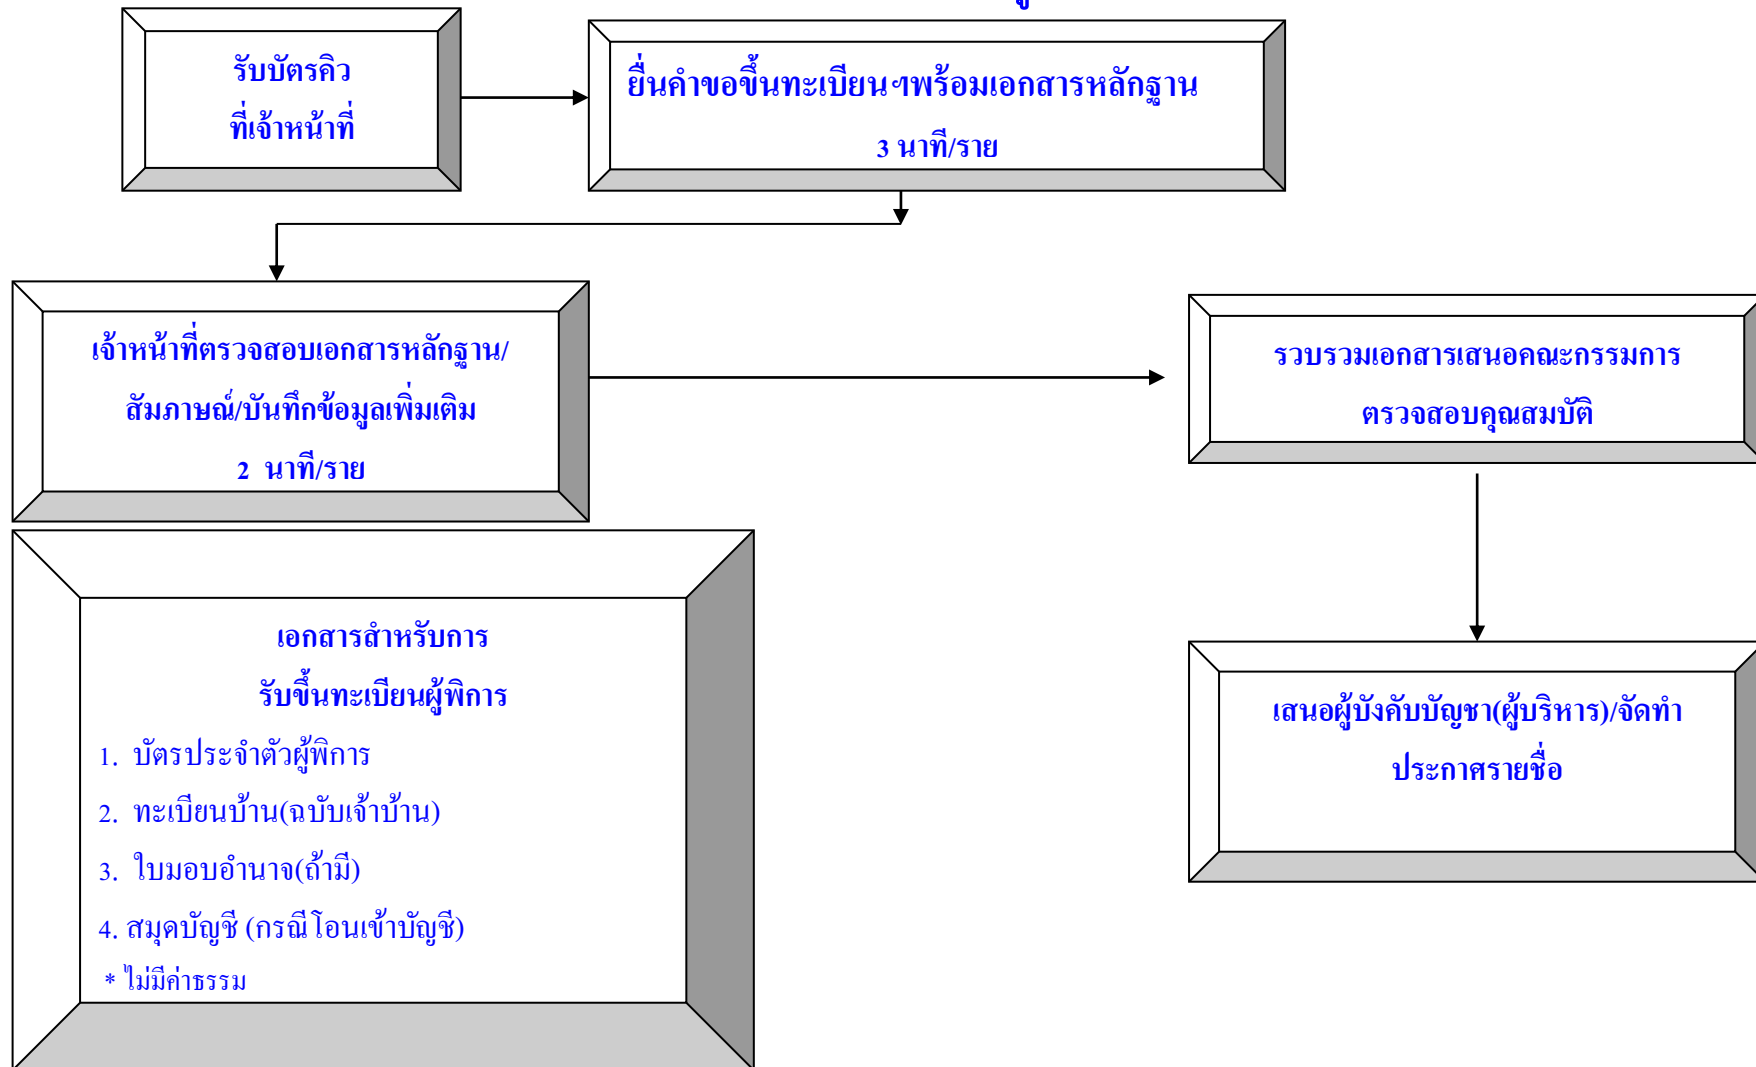 รับบัตรคิว
ที่เจ้าหน้าที่
ยื่นคำขอขึ้นทะเบียนฯพร้อมเอกสารหลักฐาน
3 นาที/ราย
เจ้าหน้าที่ตรวจสอบเอกสารหลักฐาน/
สัมภาษณ์/บันทึกข้อมูลเพิ่มเติม
2 นาที/ราย
รวบรวมเอกสารเสนอคณะกรรมการ
ตรวจสอบคุณสมบัติ
เอกสารสำหรับการ
รับขึ้นทะเบียนผู้พิการ
1. บัตรประจำตัวผู้พิการ
2. ทะเบียนบ้าน(ฉบับเจ้าบ้าน)
3. ใบมอบอำนาจ(ถ้ามี)
4. สมุดบัญชี (กรณีโอนเข้าบัญชี)
* ไม่มีค่าธรรม
เสนอผู้บังคับบัญชา(ผู้บริหาร)/จัดทำ
ประกาศรายชื่อ